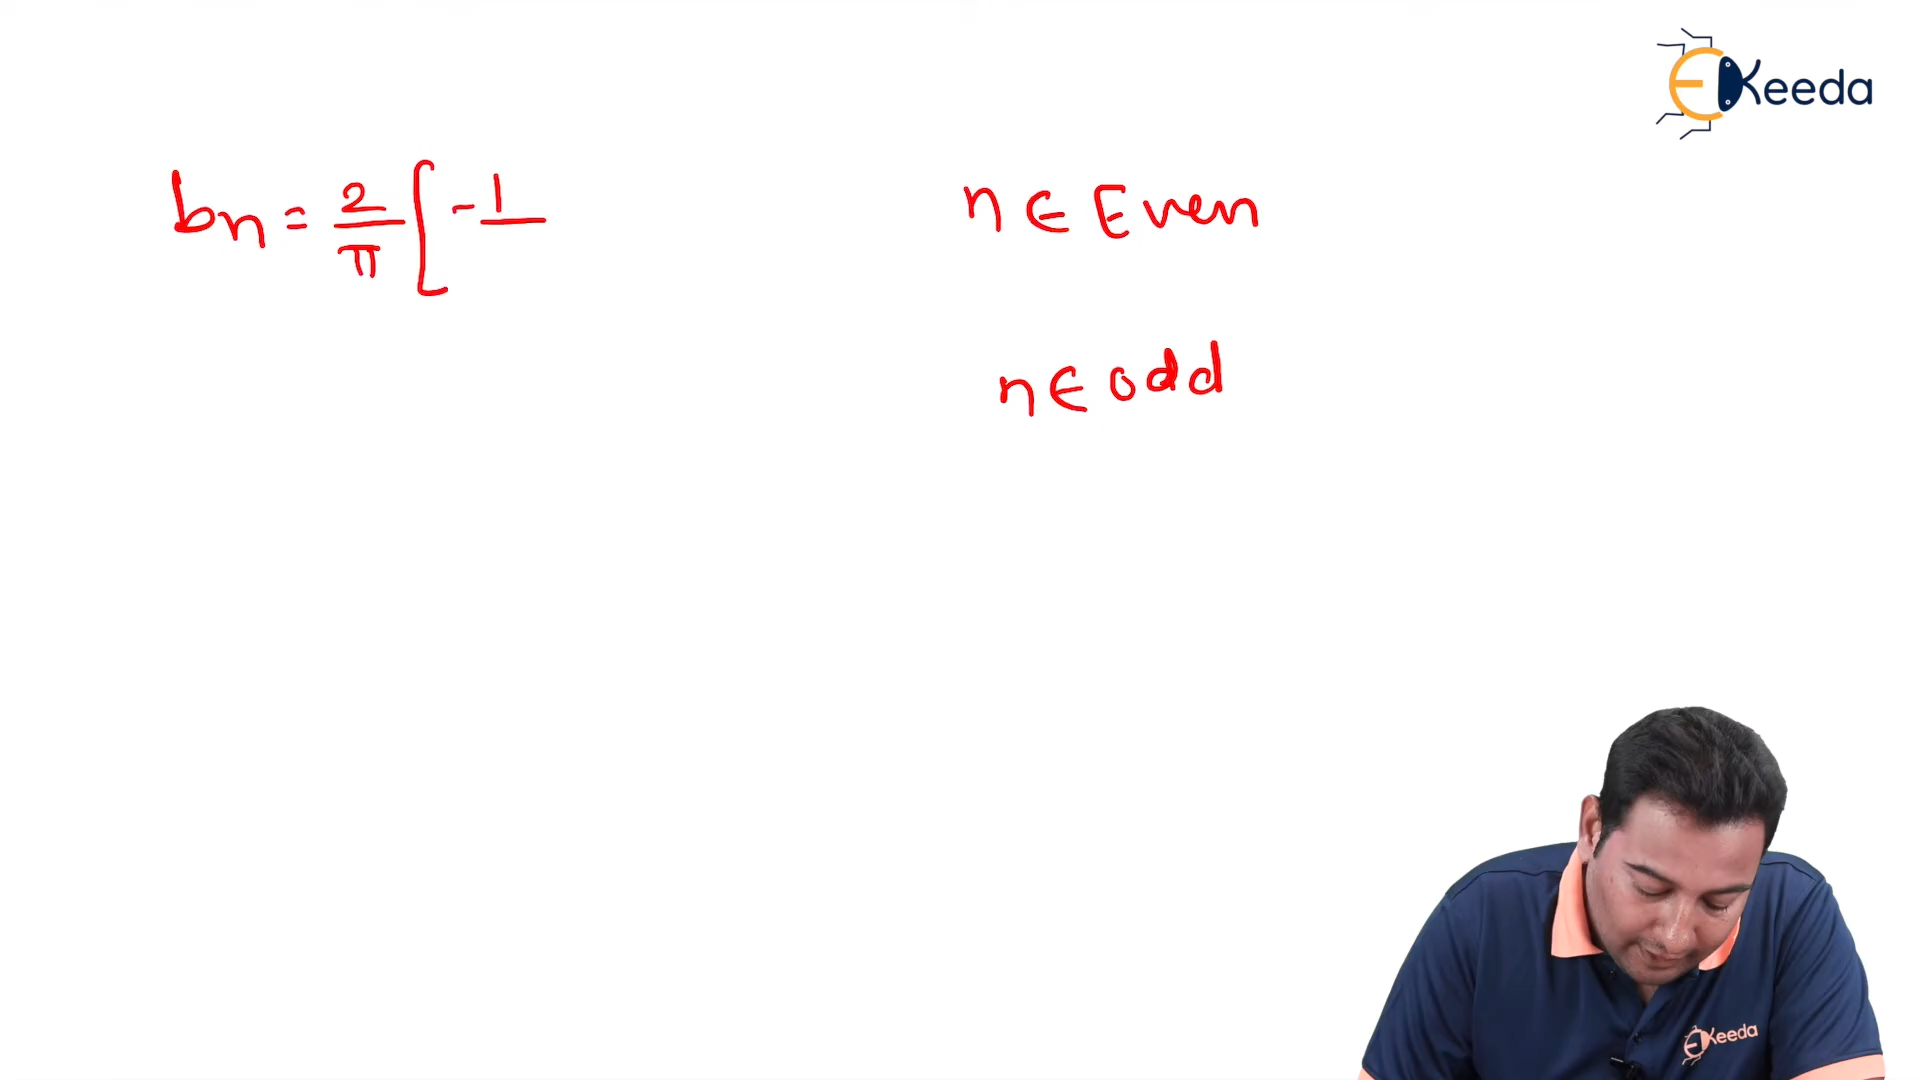 EKeeda
bn = 2/π [ -1/
n ∈ Even
n ∈ odd
EKeeda